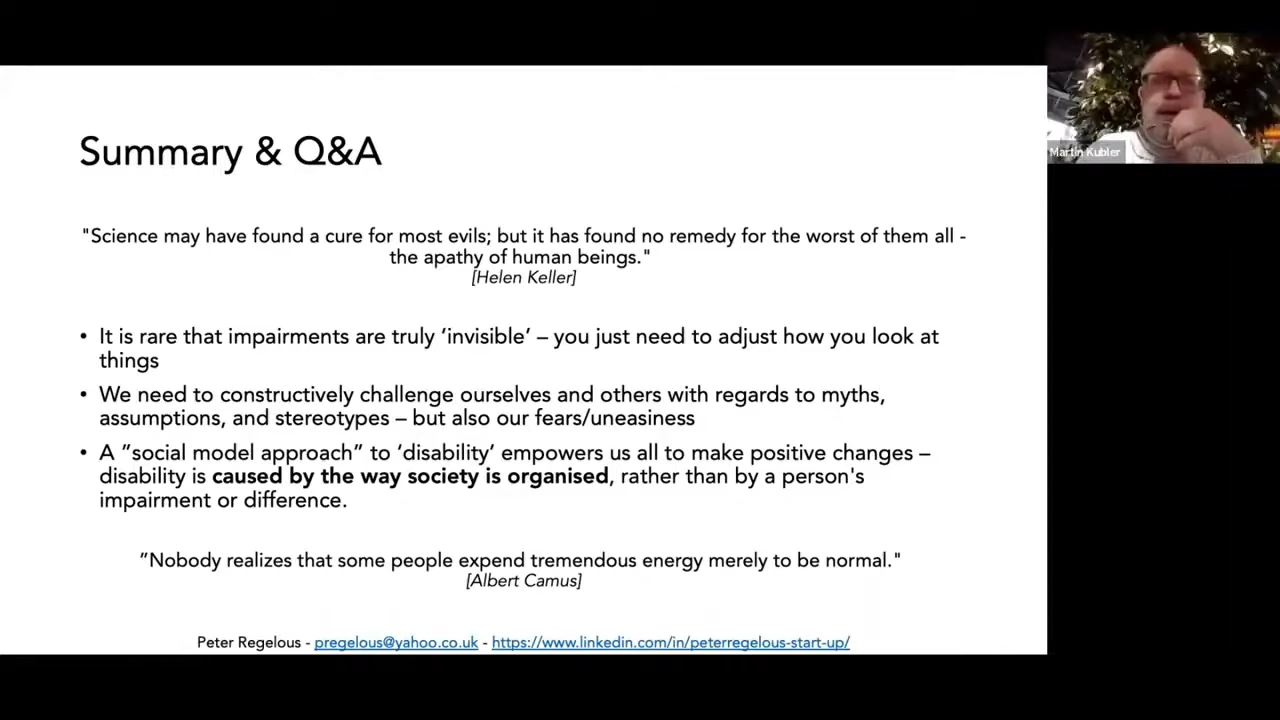 Martin Kubler
Summary & Q&A
"Science may have found a cure for most evils; but it has found no remedy for the worst of them all -
the apathy of human beings."
[Helen Keller]
• It is rare that impairments are truly ‘invisible’ – you just need to adjust how you look at
things
• We need to constructively challenge ourselves and others with regards to myths,
assumptions, and stereotypes – but also our fears/uneasiness
• A ”social model approach” to ‘disability’ empowers us all to make positive changes –
disability is caused by the way society is organised, rather than by a person's
impairment or difference.
”Nobody realizes that some people expend tremendous energy merely to be normal."
[Albert Camus]
Peter Regelous - pregelous@yahoo.co.uk - https://www.linkedin.com/in/peterregelous-start-up/